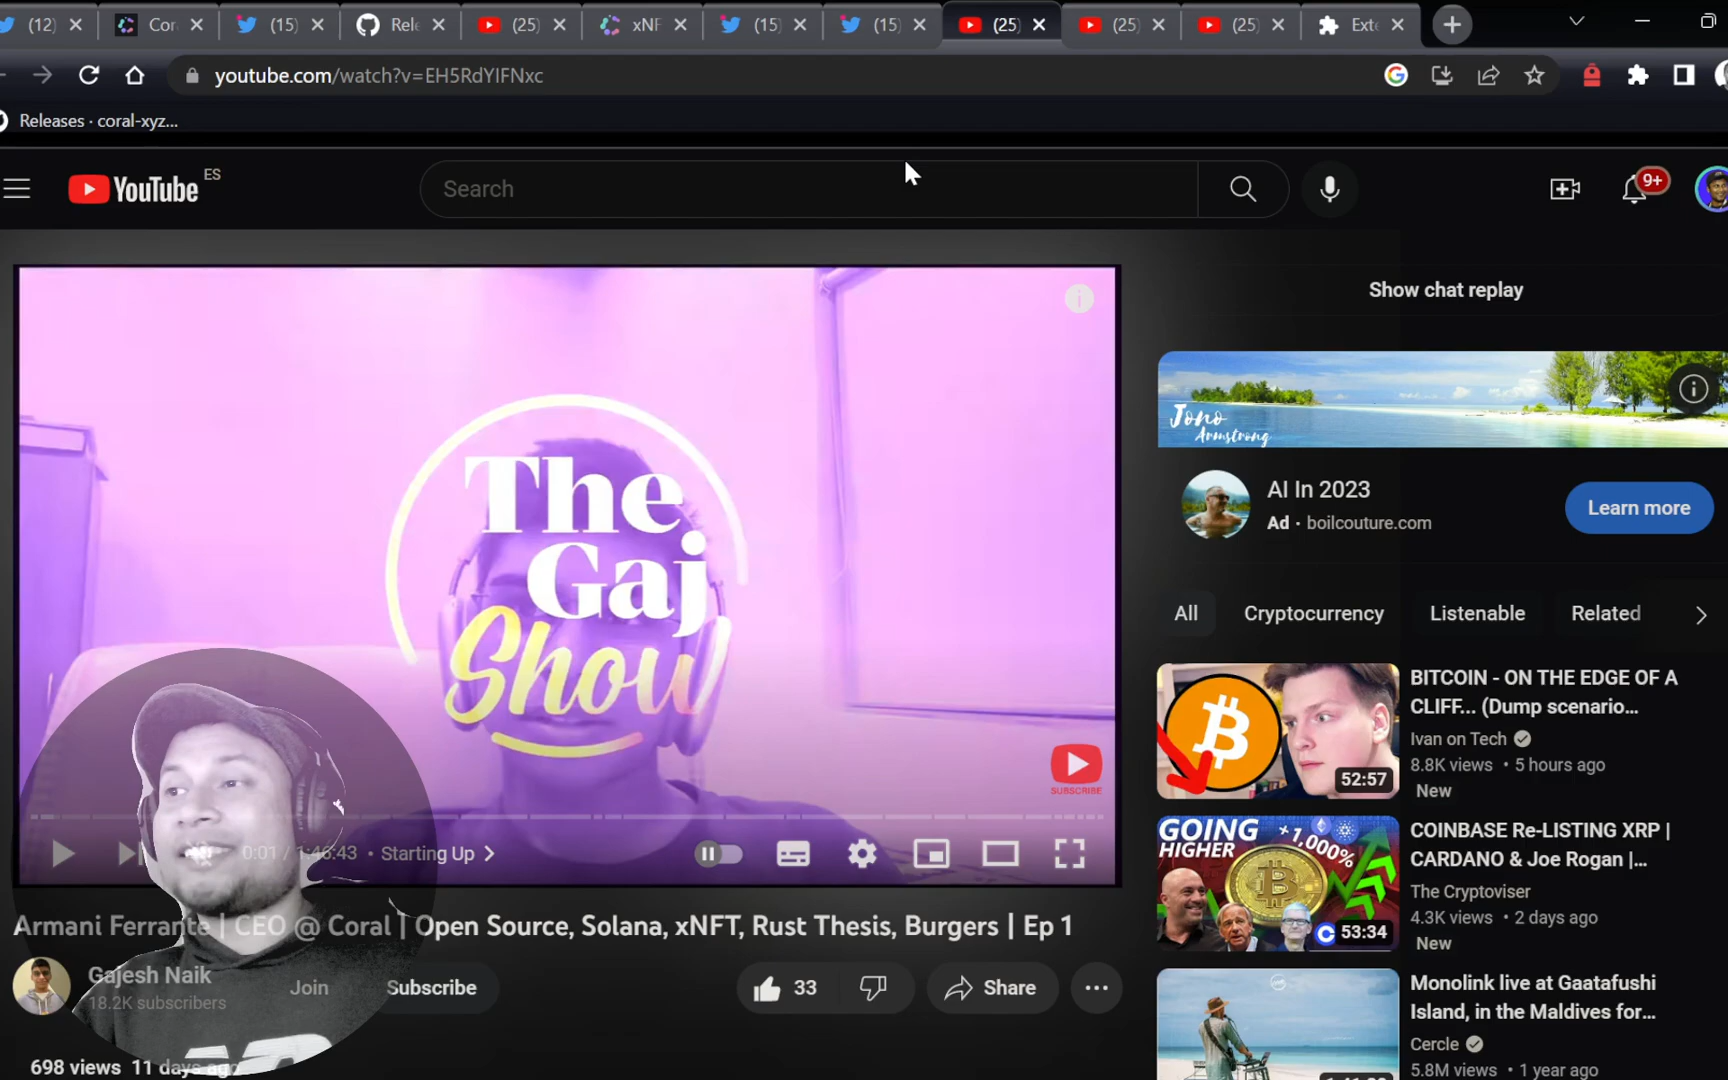 (12)
Cor
(15)
Rele
(25)
xNF
(15)
(15)
(25)
(25)
(25)
Exte
youtube.com/watch?v=EH5RdYIFNxc
Releases · coral-xyz...
YouTube ES
Search
9+
The
Gaj
Show
SUBSCRIBE
0:01 / 1:46:43 • Starting Up
Armani Ferrante | CEO @ Coral | Open Source, Solana, xNFT, Rust Thesis, Burgers | Ep 1
Gajesh Naik
18.2K subscribers
Join
Subscribe
33
Share
698 views 11 days ago
Show chat replay
Jono
Armstrong
AI In 2023
Ad • boilcouture.com
Learn more
All
Cryptocurrency
Listenable
Related
52:57
BITCOIN - ON THE EDGE OF A
CLIFF... (Dump scenario...
Ivan on Tech
8.8K views • 5 hours ago
New
GOING
HIGHER
+1,000%
53:34
COINBASE Re-LISTING XRP |
CARDANO & Joe Rogan |...
The Cryptoviser
4.3K views • 2 days ago
New
Monolink live at Gaatafushi
Island, in the Maldives for...
Cercle
5.8M views • 1 year ago